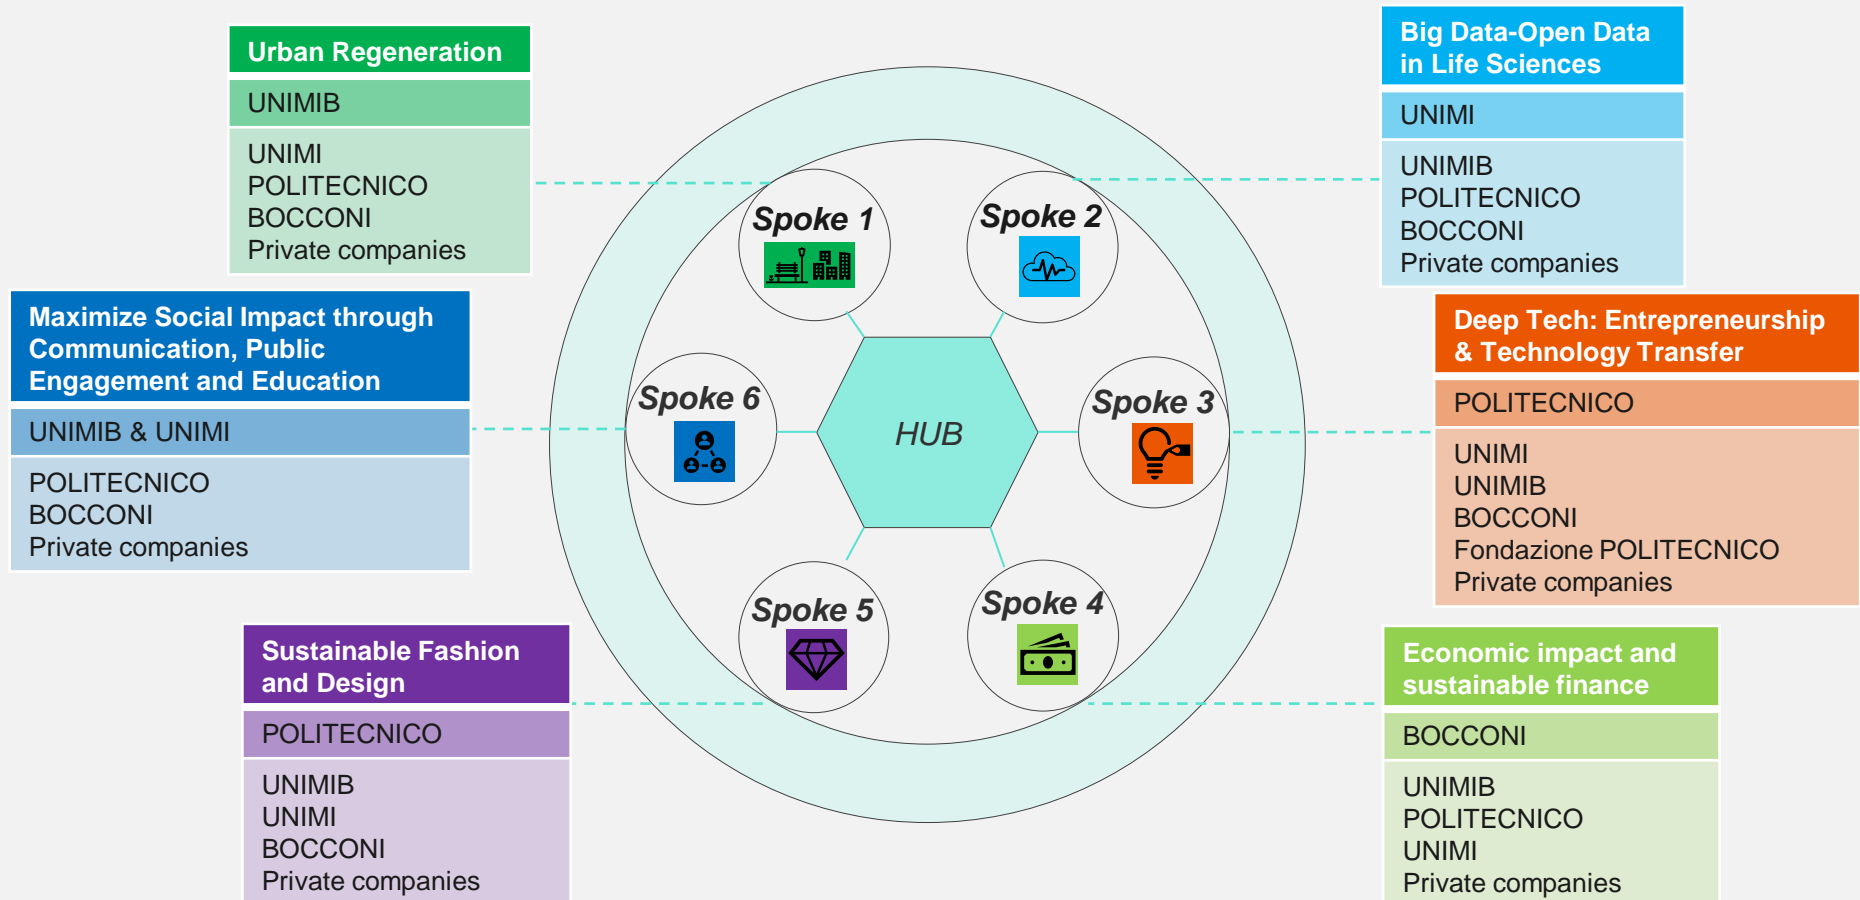 Urban Regeneration
UNIMIB
UNIMI
POLITECNICO
BOCCONI
Private companies
Big Data-Open Data
in Life Sciences
UNIMI
UNIMIB
POLITECNICO
BOCCONI
Private companies
Spoke 1
Spoke 2
Maximize Social Impact through
Communication, Public
Engagement and Education
UNIMIB & UNIMI
POLITECNICO
BOCCONI
Private companies
Spoke 6
HUB
Spoke 3
Deep Tech: Entrepreneurship
& Technology Transfer
POLITECNICO
UNIMI
UNIMIB
BOCCONI
Fondazione POLITECNICO
Private companies
Spoke 5
Spoke 4
Sustainable Fashion
and Design
POLITECNICO
UNIMIB
UNIMI
BOCCONI
Private companies
Economic impact and
sustainable finance
BOCCONI
UNIMIB
POLITECNICO
UNIMI
Private companies